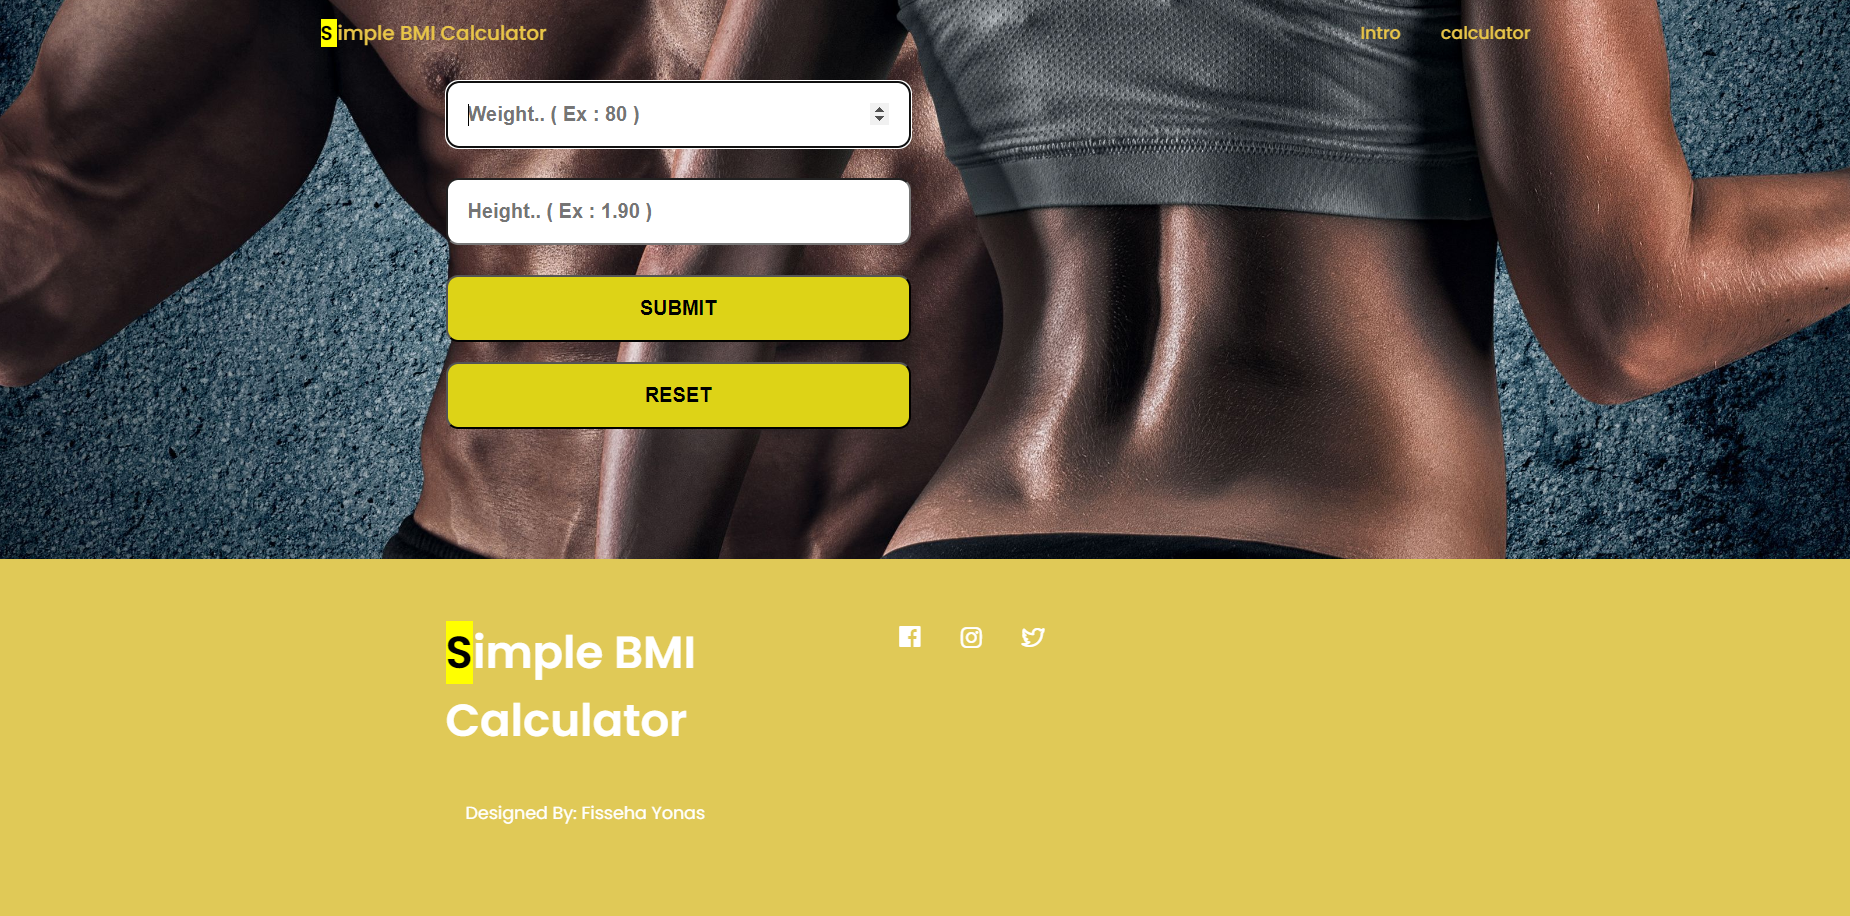 Simple BMI Calculator
Intro
calculator
Weight.. ( Ex : 80 )
Height.. ( Ex : 1.90 )
SUBMIT
RESET
Simple BMI
Calculator
Designed By: Fisseha Yonas